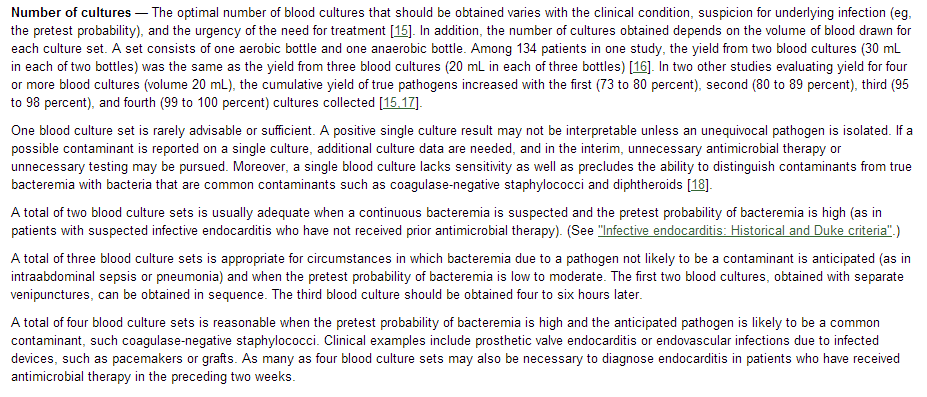 Number of cultures — The optimal number of blood cultures that should be obtained varies with the clinical condition, suspicion for underlying infection (eg,
the pretest probability), and the urgency of the need for treatment [15]. In addition, the number of cultures obtained depends on the volume of blood drawn for
each culture set. A set consists of one aerobic bottle and one anaerobic bottle. Among 134 patients in one study, the yield from two blood cultures (30 mL
in each of two bottles) was the same as the yield from three blood cultures (20 mL in each of three bottles) [16]. In two other studies evaluating yield for four
or more blood cultures (volume 20 mL), the cumulative yield of true pathogens increased with the first (73 to 80 percent), second (80 to 89 percent), third (95
to 98 percent), and fourth (99 to 100 percent) cultures collected [15,17].
One blood culture set is rarely advisable or sufficient. A positive single culture result may not be interpretable unless an unequivocal pathogen is isolated. If a
possible contaminant is reported on a single culture, additional culture data are needed, and in the interim, unnecessary antimicrobial therapy or
unnecessary testing may be pursued. Moreover, a single blood culture lacks sensitivity as well as precludes the ability to distinguish contaminants from true
bacteremia with bacteria that are common contaminants such as coagulase-negative staphylococci and diphtheroids [18].
A total of two blood culture sets is usually adequate when a continuous bacteremia is suspected and the pretest probability of bacteremia is high (as in
patients with suspected infective endocarditis who have not received prior antimicrobial therapy). (See "Infective endocarditis: Historical and Duke criteria".)
A total of three blood culture sets is appropriate for circumstances in which bacteremia due to a pathogen not likely to be a contaminant is anticipated (as in
intraabdominal sepsis or pneumonia) and when the pretest probability of bacteremia is low to moderate. The first two blood cultures, obtained with separate
venipunctures, can be obtained in sequence. The third blood culture should be obtained four to six hours later.
A total of four blood culture sets is reasonable when the pretest probability of bacteremia is high and the anticipated pathogen is likely to be a common
contaminant, such coagulase-negative staphylococci. Clinical examples include prosthetic valve endocarditis or endovascular infections due to infected
devices, such as pacemakers or grafts. As many as four blood culture sets may also be necessary to diagnose endocarditis in patients who have received
antimicrobial therapy in the preceding two weeks.